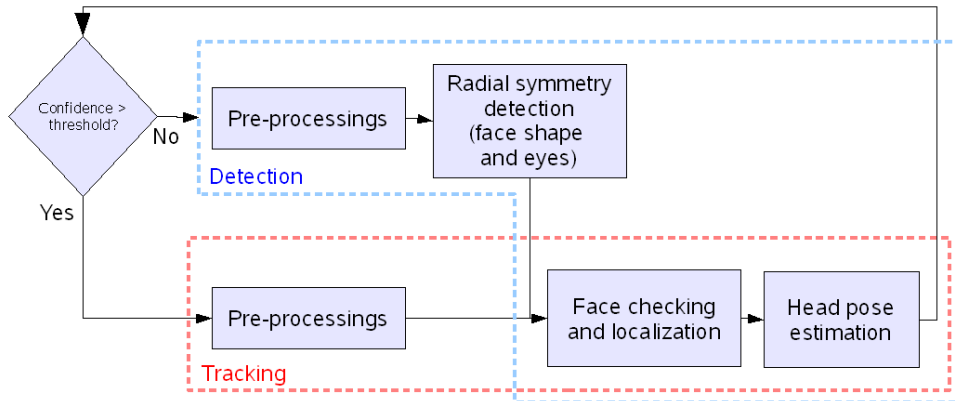 Confidence >
threshold?
No
Yes
Pre-processings
Radial symmetry
detection
(face shape
and eyes)
Detection
Pre-processings
Face checking
and localization
Head pose
estimation
Tracking